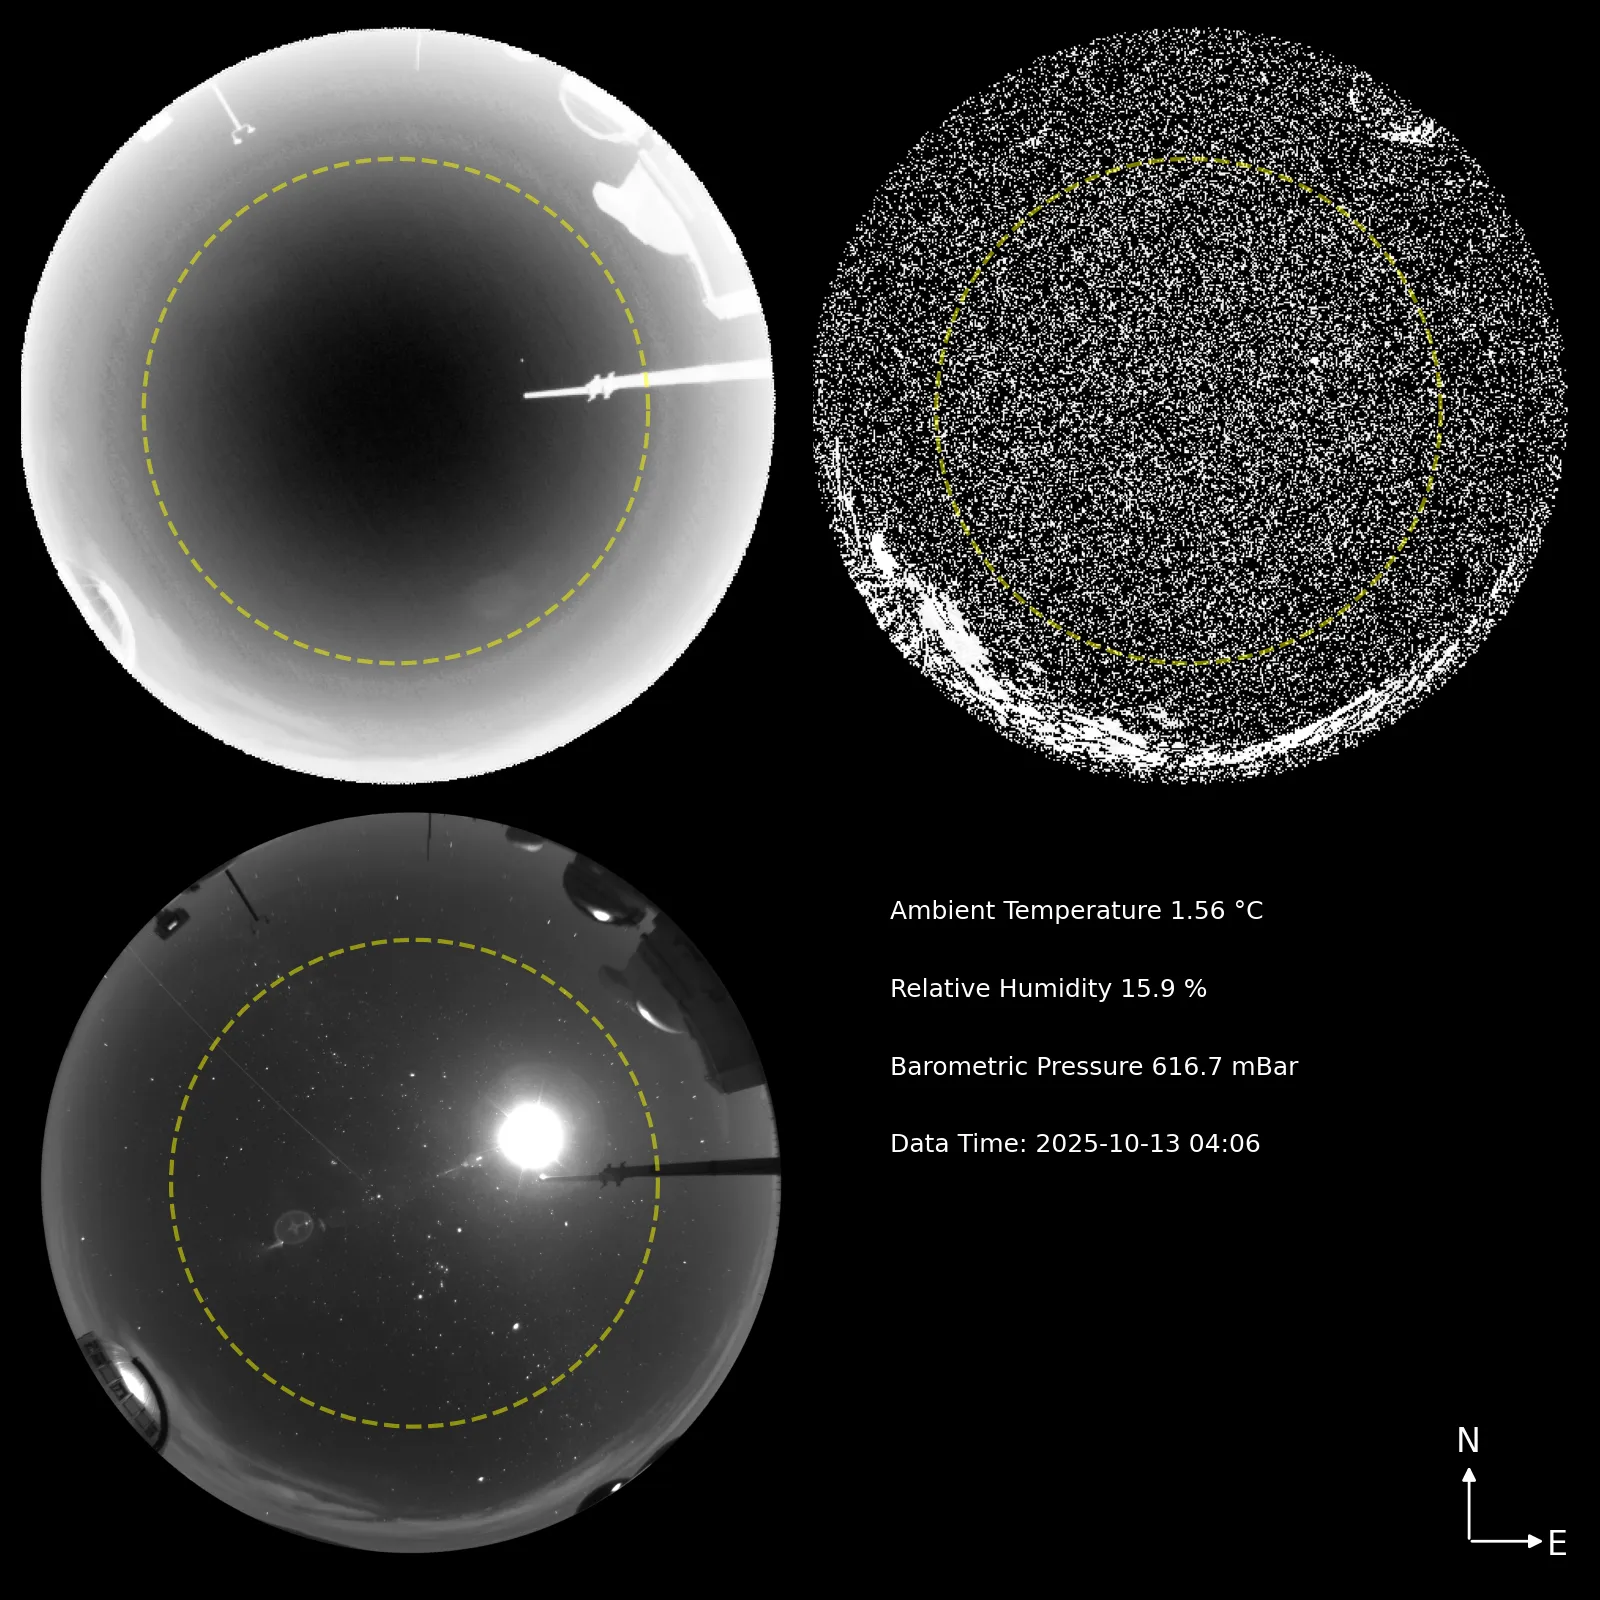 Ambient Temperature 1.56 °C
Relative Humidity 15.9 %
Barometric Pressure 616.7 mBar
Data Time: 2025-10-13 04:06
N
E